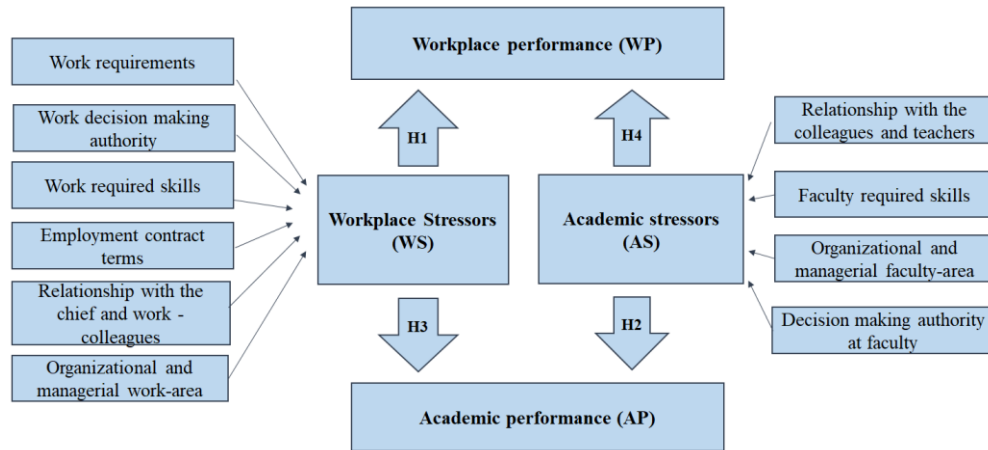 Workplace performance (WP)
Work requirements
Work decision making
authority
Work required skills
Employment contract
terms
Relationship with the
chief and work -
colleagues
Organizational and
managerial work-area
H1
H4
Workplace Stressors
(WS)
Academic stressors
(AS)
H3
H2
Relationship with the
colleagues and teachers
Faculty required skills
Organizational and
managerial faculty-area
Decision making authority
at faculty
Academic performance (AP)